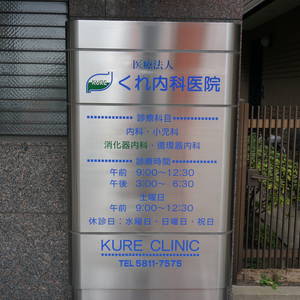 医療法人
KURE
くれ内科医院
診療科目
内科・小児科
消化器内科・循環器内科
診療時間
午前 9:00～12:30
午後 3:00～ 6:30
土曜日
午前 9:00～12:30
休診日：水曜日・日曜日・祝日
KURE CLINIC
TEL 5811-7575